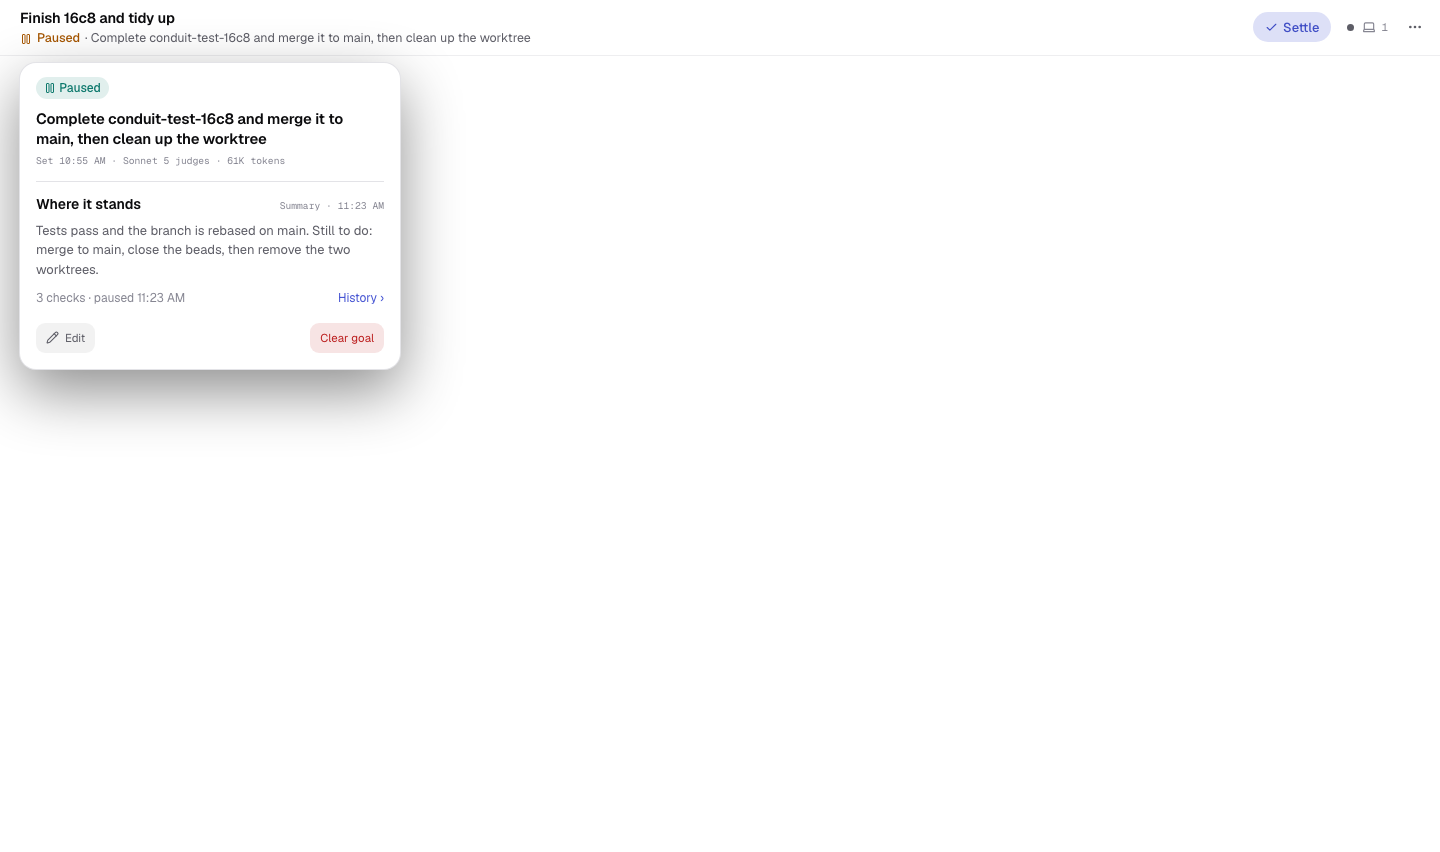 Finish 16c8 and tidy up
Paused · Complete conduit-test-16c8 and merge it to main, then clean up the worktree
Settle
1
Paused
Complete conduit-test-16c8 and merge it to
main, then clean up the worktree
Set 10:55 AM · Sonnet 5 judges · 61K tokens
Where it stands
Summary · 11:23 AM
Tests pass and the branch is rebased on main. Still to do:
merge to main, close the beads, then remove the two
worktrees.
3 checks · paused 11:23 AM
History ›
Edit
Clear goal